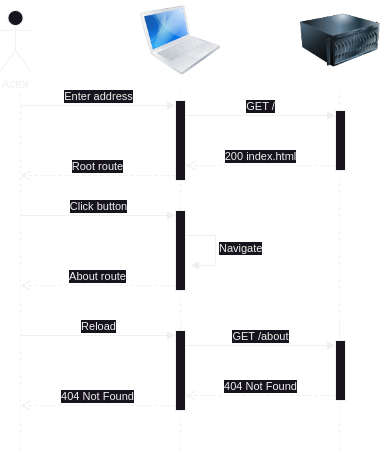 Actor
Enter address
GET /
200 index.html
Root route
Click button
Navigate
About route
Reload
GET /about
404 Not Found
404 Not Found